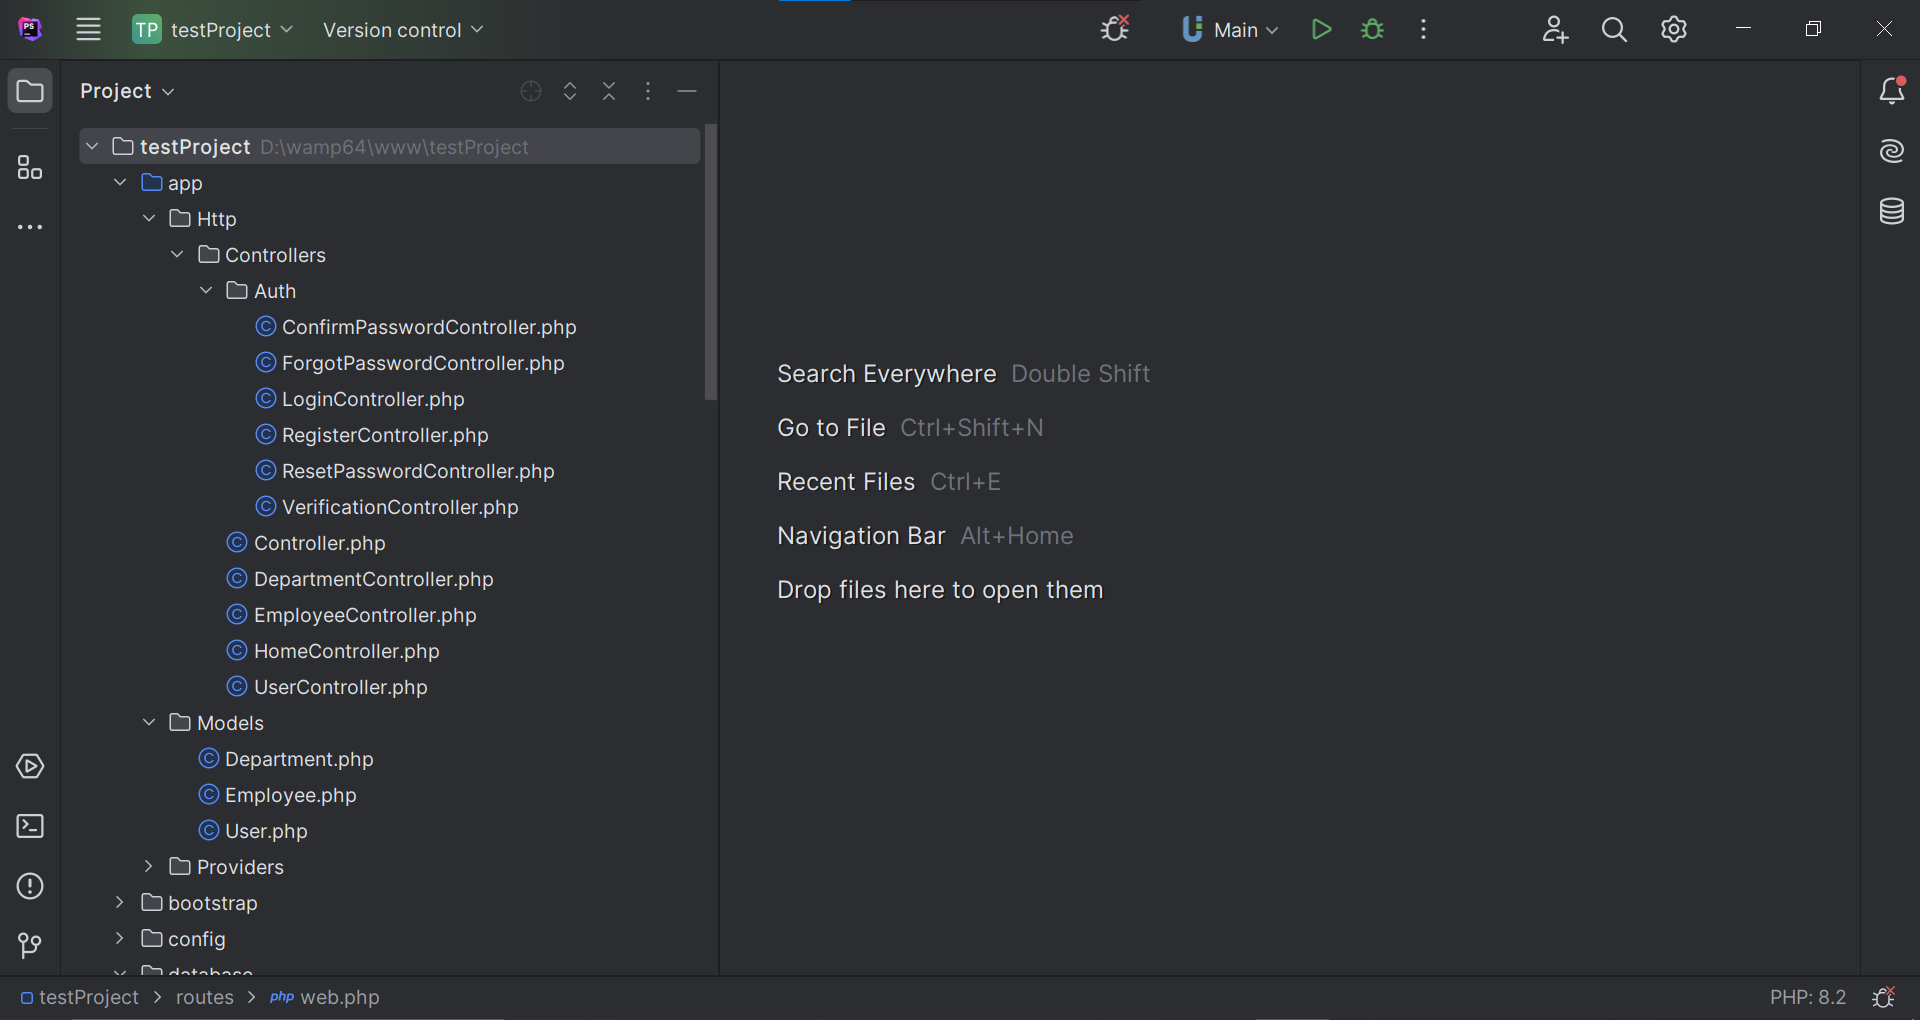 PS TP testProject Version control Main
Project
testProject D:\wamp64\www\testProject
app
Http
Controllers
Auth
ConfirmPasswordController.php
ForgotPasswordController.php
LoginController.php
RegisterController.php
ResetPasswordController.php
VerificationController.php
Controller.php
DepartmentController.php
EmployeeController.php
HomeController.php
UserController.php
Models
Department.php
Employee.php
User.php
Providers
bootstrap
config
database
Search Everywhere Double Shift
Go to File Ctrl+Shift+N
Recent Files Ctrl+E
Navigation Bar Alt+Home
Drop files here to open them
testProject > routes > php web.php
PHP: 8.2